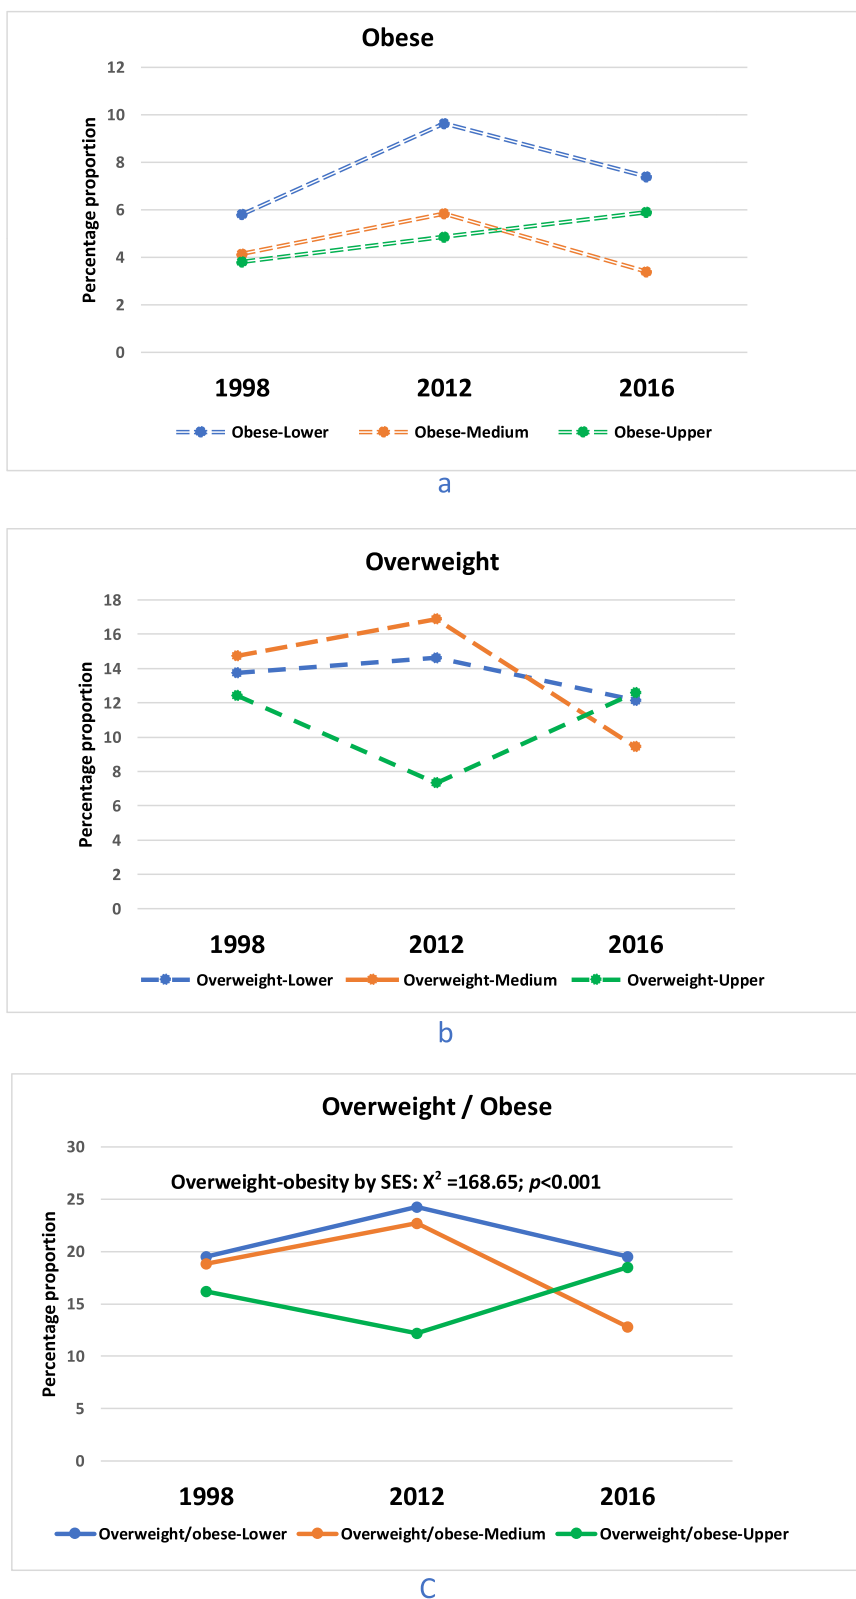 Obese
12
10
8
6
4
2
0
Percentage proportion
1998 2012 2016
Obese-Lower Obese-Medium Obese-Upper
a
Overweight
18
16
14
12
10
8
6
4
2
0
Percentage proportion
1998 2012 2016
Overweight-Lower Overweight-Medium Overweight-Upper
b
Overweight / Obese
Overweight-obesity by SES: X² =168.65; p<0.001
30
25
20
15
10
5
0
Percentage proportion
1998 2012 2016
Overweight/obese-Lower Overweight/obese-Medium Overweight/obese-Upper
C